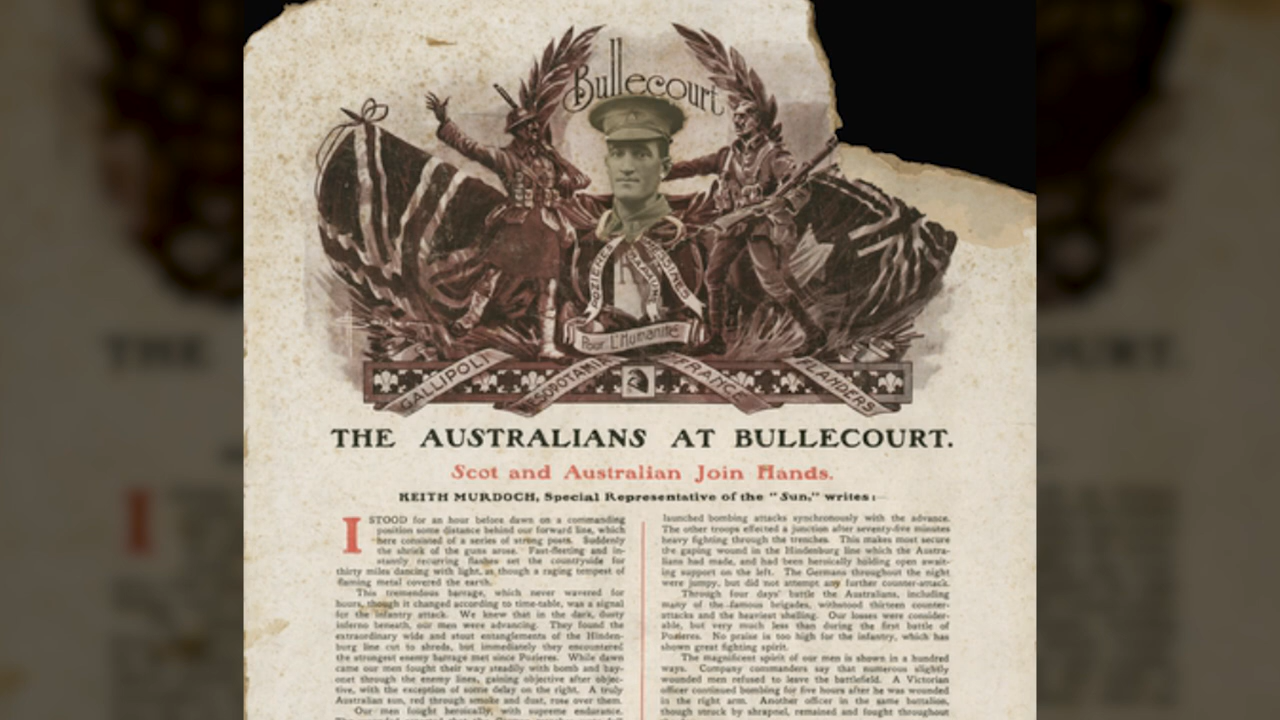 Bullecourt
POZIERES
BAPAUME
MESSINES
Pour L'Humanité
GALLIPOLI
MESOPOTAMIA
FRANCE
FLANDERS
THE AUSTRALIANS AT BULLECOURT.
Scot and Australian Join Hands.
KEITH MURDOCH, Special Representative of the "Sun," writes:
I STOOD for an hour before dawn on a commanding
position some distance behind our forward line, which
here consisted of a series of strong posts. Suddenly
the shriek of the guns arose. Fast-fleeting and in-
stantly recurring flashes set the countryside for
thirty miles dancing with light, as though a raging tempest of
flaming metal covered the earth.
This tremendous barrage, which never wavered for
hours, though it changed according to time-table, was a signal
for the infantry attack. We knew that in the dark, dusty
inferno beneath, our men were advancing. They found the
extraordinary wide and stout entanglements of the Hinden-
burg line cut to shreds, but immediately they encountered
the strongest enemy barrage met since Pozieres. While dawn
came our men fought their way steadily with bomb and bay-
onet through the enemy lines, gaining objective after objec-
tive, with the exception of some delay on the right. A truly
Australian sun, red through smoke and dust, rose over them.
Our men fought heroically, with supreme endurance.
launched bombing attacks synchronously with the advance.
The other troops effected a junction after seventy-five minutes
heavy fighting through the trenches. This makes most secure
the gaping wound in the Hindenburg line which the Austra-
lians had made, and had been heroically holding open await-
ing support on the left. The Germans throughout the night
were jumpy, but did not attempt any further counter-attack.
Through four days' battle the Australians, including
many of the famous brigades, withstood thirteen counter-
attacks and the heaviest shelling. Our losses were consider-
able, but very much less than during the first battle of
Pozieres. No praise is too high for the infantry, which has
shown great fighting spirit.
The magnificent spirit of our men is shown in a hundred
ways. Company commanders say that numerous slightly
wounded men refused to leave the battlefield. A Victorian
officer continued bombing for five hours after he was wounded
in the right arm. Another officer in the same battalion,
though struck by shrapnel, remained and fought throughout